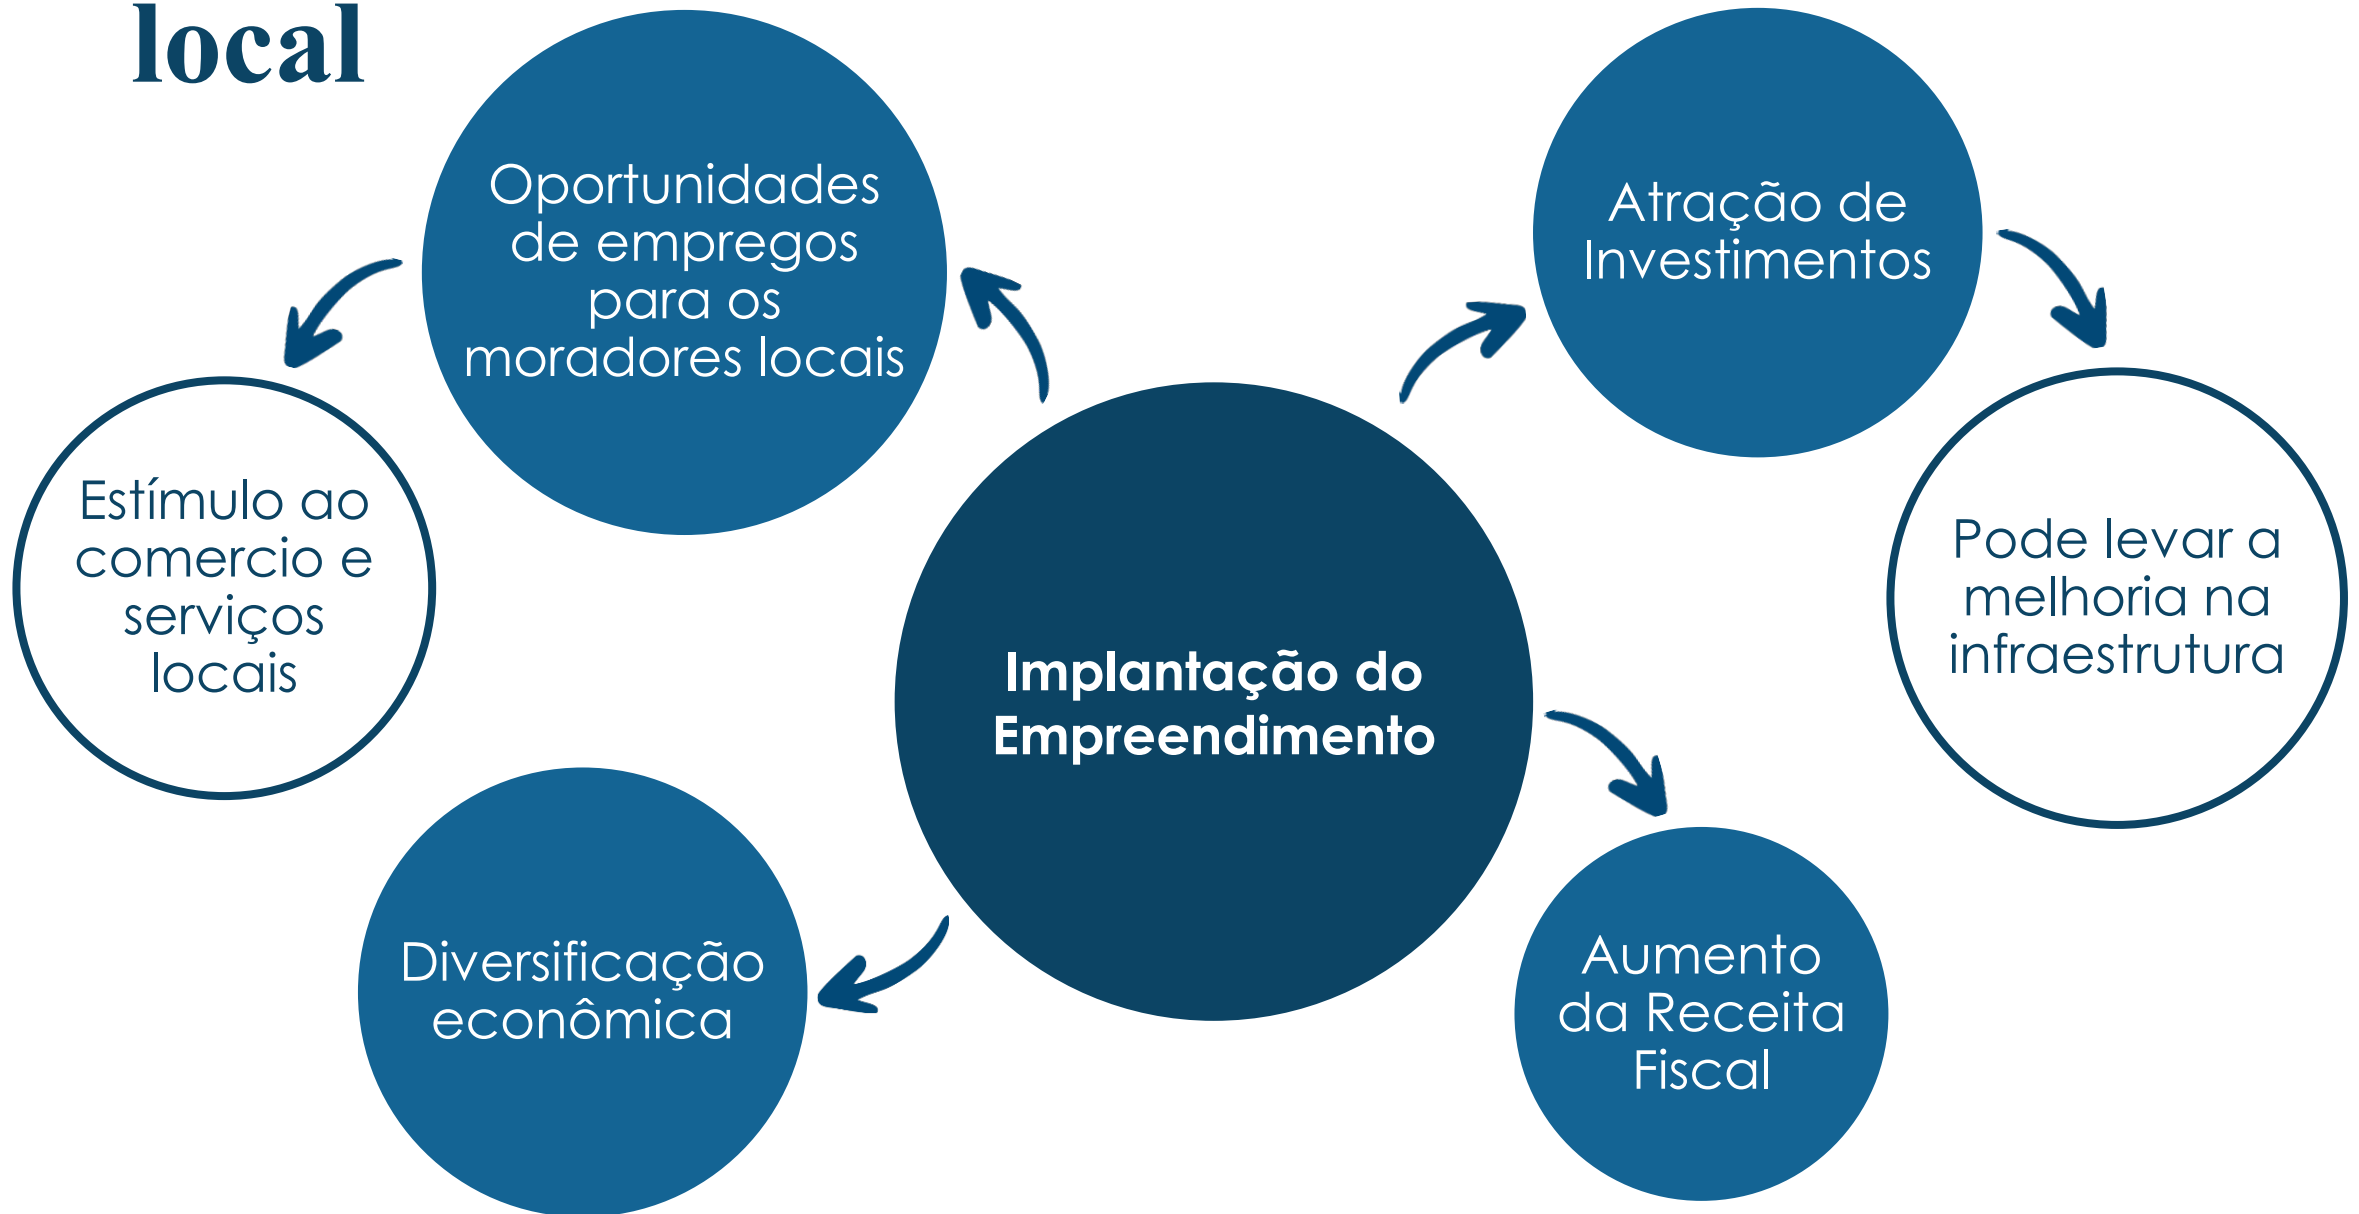 local
Oportunidades
de empregos
para os
moradores locais
Atração de
Investimentos
Estímulo ao
comercio e
serviços
locais
Pode levar a
melhoria na
infraestrutura
Implantação do
Empreendimento
Diversificação
econômica
Aumento
da Receita
Fiscal